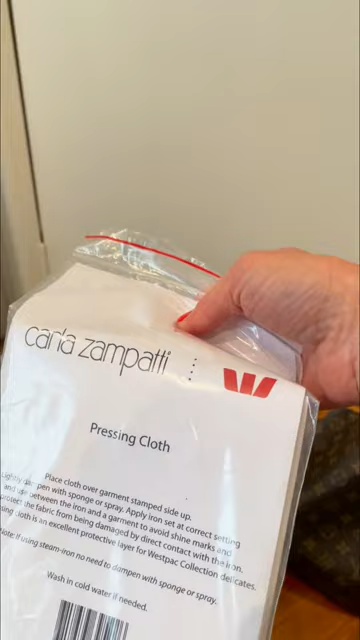 carla zampatti
Pressing Cloth
Place cloth over garment stamped side up.
Lightly dampen with sponge or spray. Apply iron set at correct setting
and use between the iron and a garment to avoid shine marks and
protect the fabric from being damaged by direct contact with the iron.
cloth is an excellent protective layer for Westpac Collection delicates.
Note: If using steam-iron no need to dampen with sponge or spray.
Wash in cold water if needed.